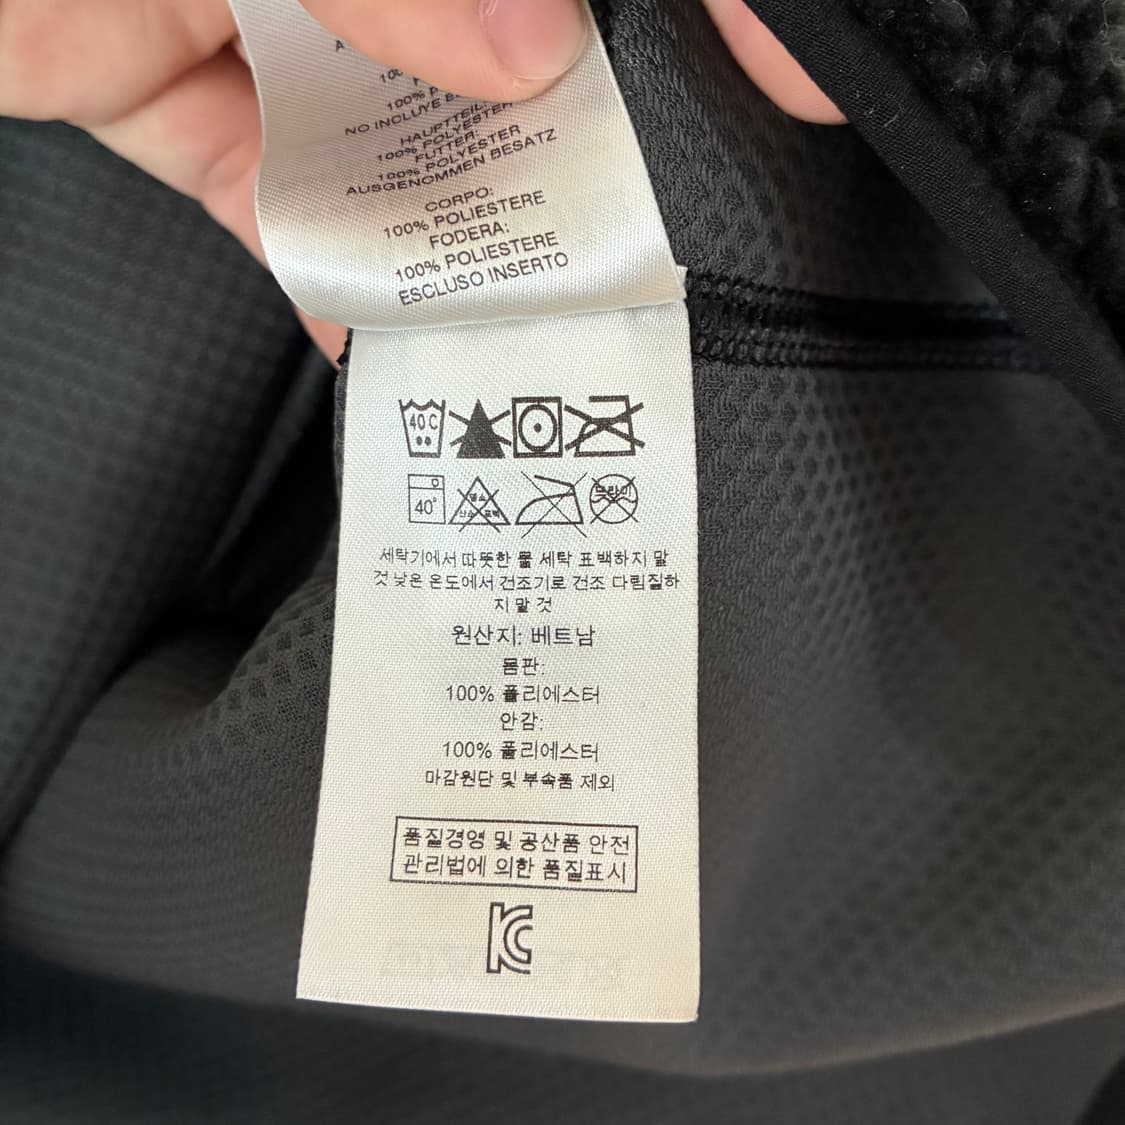 100% P
NO INCLUYE
HAUPTTEIL:
100% POLYESTER
FUTTER:
100% POLYESTER
AUSGENOMMEN BESATZ
CORPO:
100% POLIESTERE
FODERA:
100% POLIESTERE
ESCLUSO INSERTO
40 C
40°
드라이
세탁기에서 따뜻한 물 세탁 표백하지 말
것 낮은 온도에서 건조기로 건조 다림질하
지 말 것
원산지: 베트남
몸판:
100% 폴리에스터
안감:
100% 폴리에스터
마감원단 및 부속품 제외
품질경영 및 공산품 안전
관리법에 의한 품질표시
KC